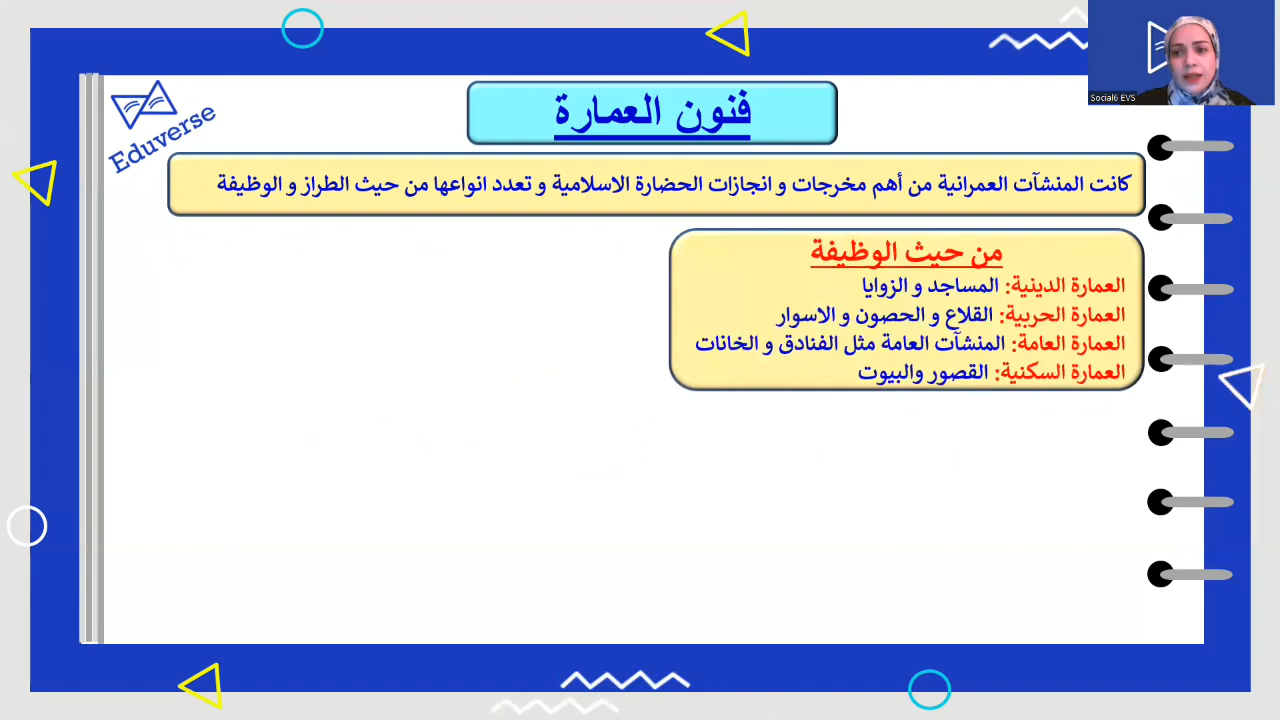 فنون العمارة
Eduverse
كانت المنشآت العمرانية من أهم مخرجات و انجازات الحضارة الاسلامية و تعدد انواعها من حيث الطراز و الوظيفة
من حيث الوظيفة
العمارة الدينية: المساجد و الزوايا
العمارة الحربية: القلاع و الحصون و الاسوار
العمارة العامة: المنشآت العامة مثل الفنادق و الخانات
العمارة السكنية: القصور والبيوت
Social6 EVS